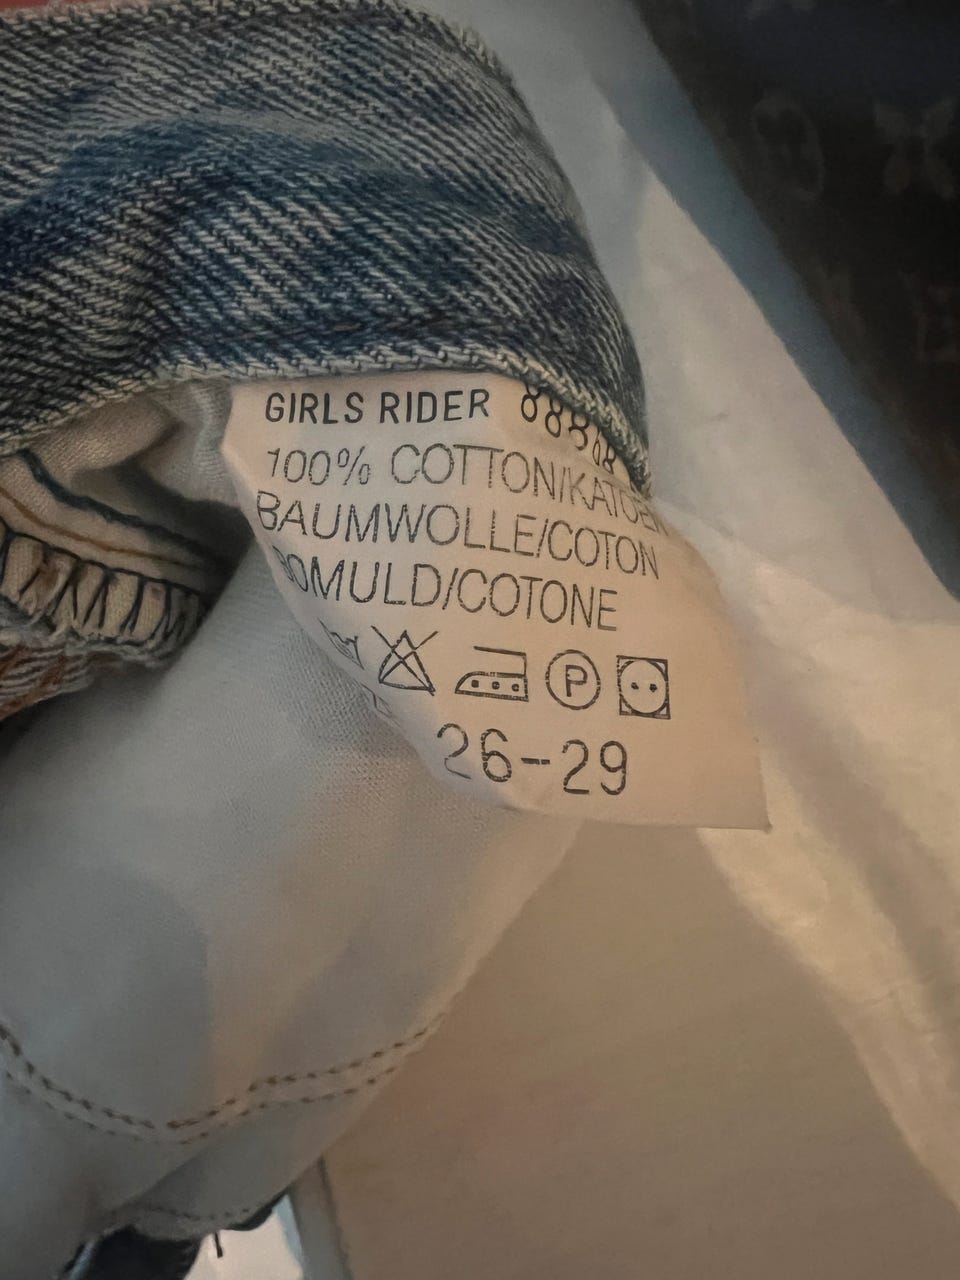 GIRLS RIDER
100% COTTON/KATOEN
BAUMWOLLE/COTON
BOMULD/COTONE
P
26-29